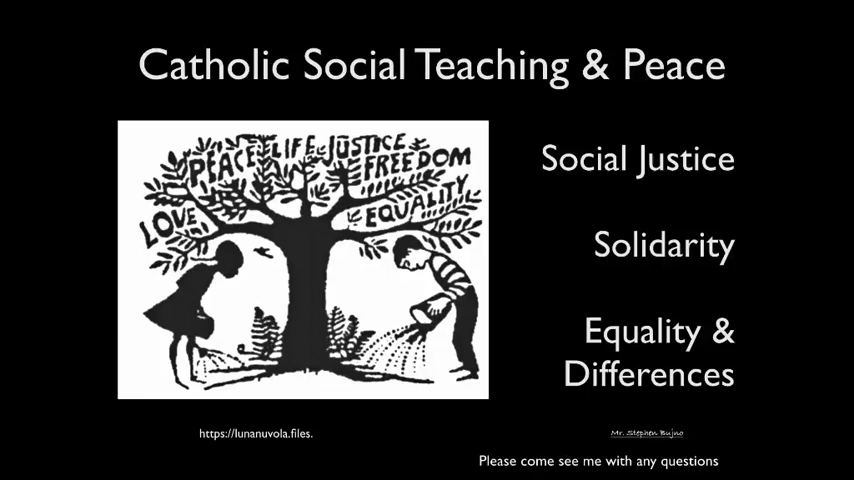 Catholic Social Teaching & Peace
PEACE LIFE JUSTICE
FREEDOM
LOVE
EQUALITY
Social Justice
Solidarity
Equality &
Differences
https://lunanuvola.files.
Mr. Stephen Bujno
Please come see me with any questions